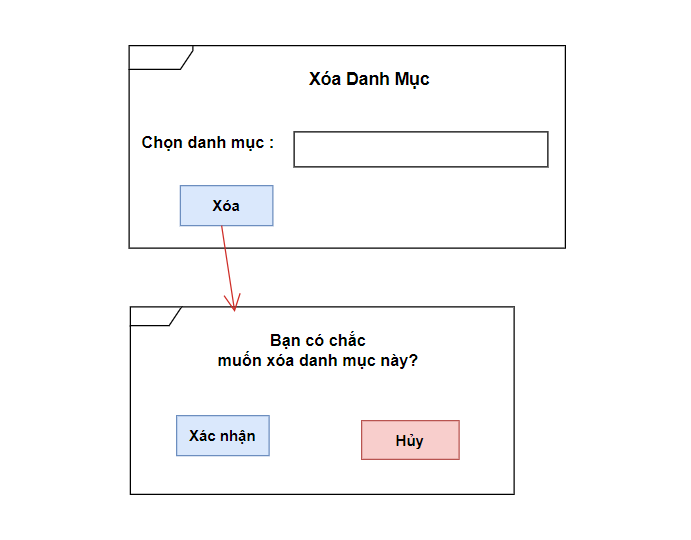 Xóa Danh Mục
Chọn danh mục :
Xóa
Bạn có chắc
muốn xóa danh mục này?
Xác nhận
Hủy